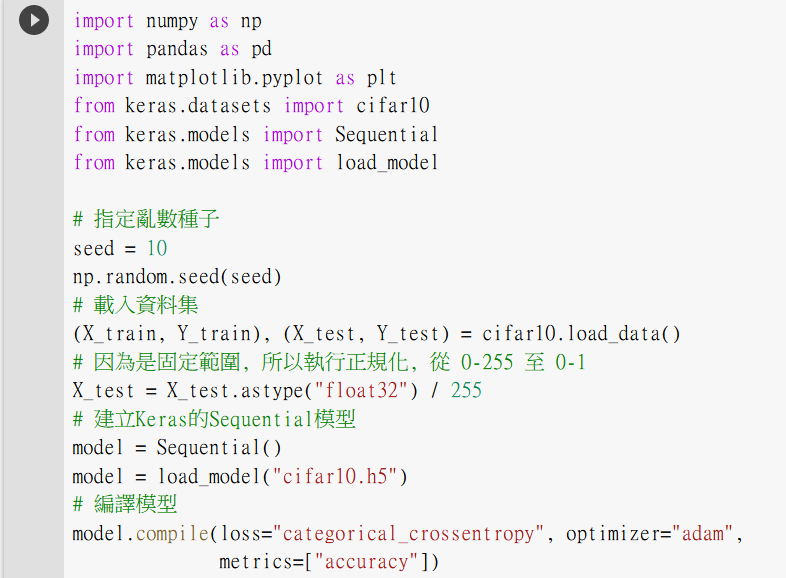 import numpy as np
import pandas as pd
import matplotlib.pyplot as plt
from keras.datasets import cifar10
from keras.models import Sequential
from keras.models import load_model
# 指定亂數種子
seed = 10
np.random.seed(seed)
# 載入資料集
(X_train, Y_train), (X_test, Y_test) = cifar10.load_data()
# 因為是固定範圍, 所以執行正規化, 從 0-255 至 0-1
X_test = X_test.astype("float32") / 255
# 建立Keras的Sequential模型
model = Sequential()
model = load_model("cifar10.h5")
# 編譯模型
model.compile(loss="categorical_crossentropy", optimizer="adam",
metrics=["accuracy"])